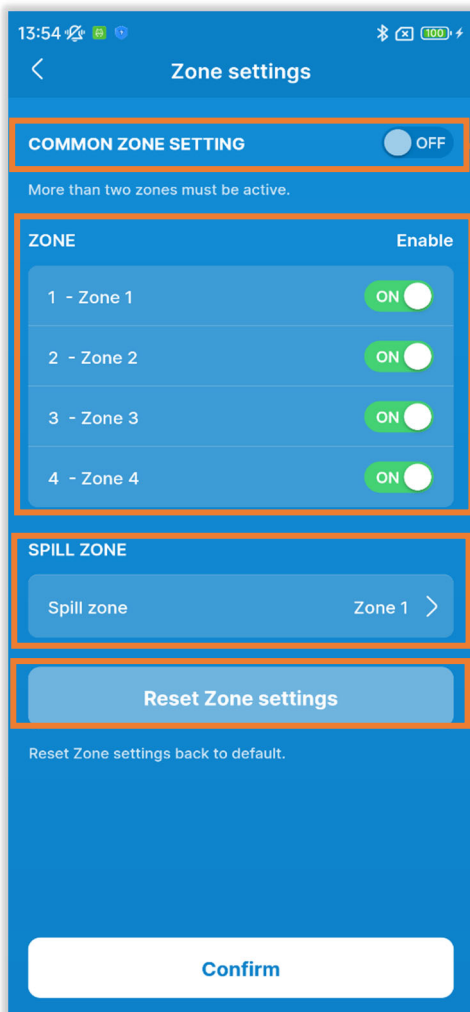 13:54
100
Zone settings
COMMON ZONE SETTING OFF
More than two zones must be active.
ZONE Enable
1 - Zone 1 ON
2 - Zone 2 ON
3 - Zone 3 ON
4 - Zone 4 ON
SPILL ZONE
Spill zone Zone 1
Reset Zone settings
Reset Zone settings back to default.
Confirm